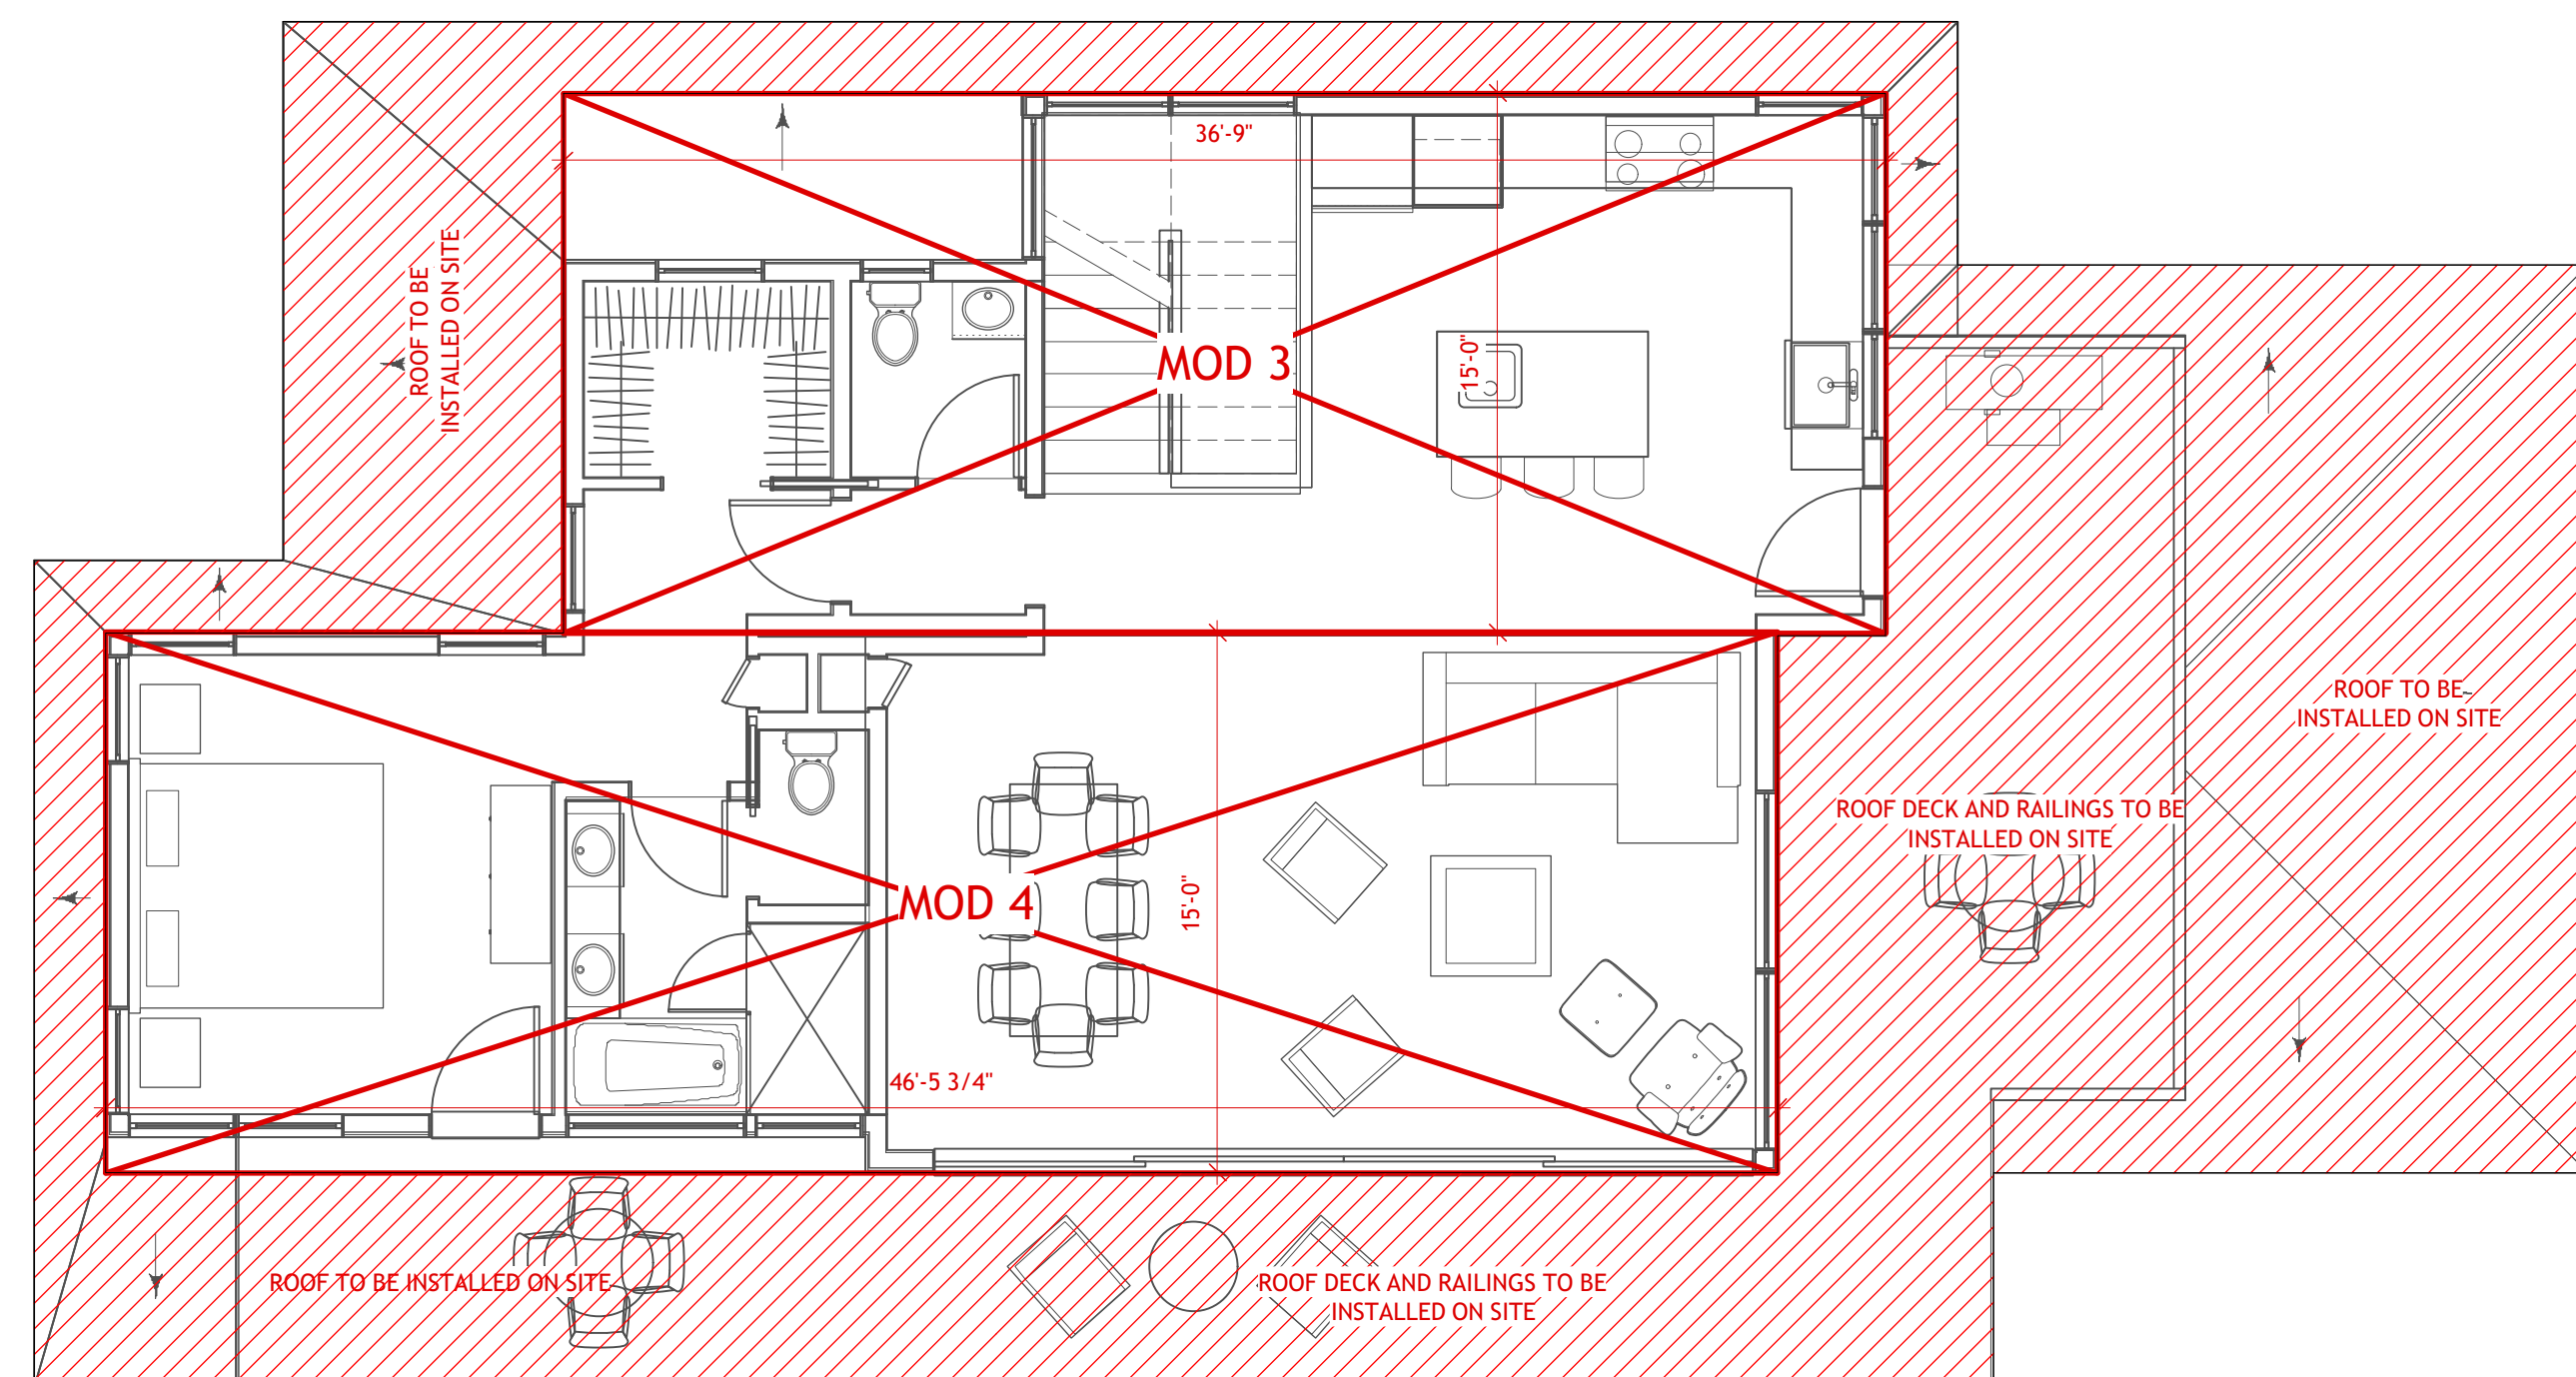 36'-9"
ROOF TO BE
INSTALLED ON SITE
MOD 3
15'-0"
ROOF TO BE
INSTALLED ON SITE
ROOF DECK AND RAILINGS TO BE
INSTALLED ON SITE
MOD 4
15'-0"
46'-5 3/4"
ROOF TO BE INSTALLED ON SITE
ROOF DECK AND RAILINGS TO BE
INSTALLED ON SITE